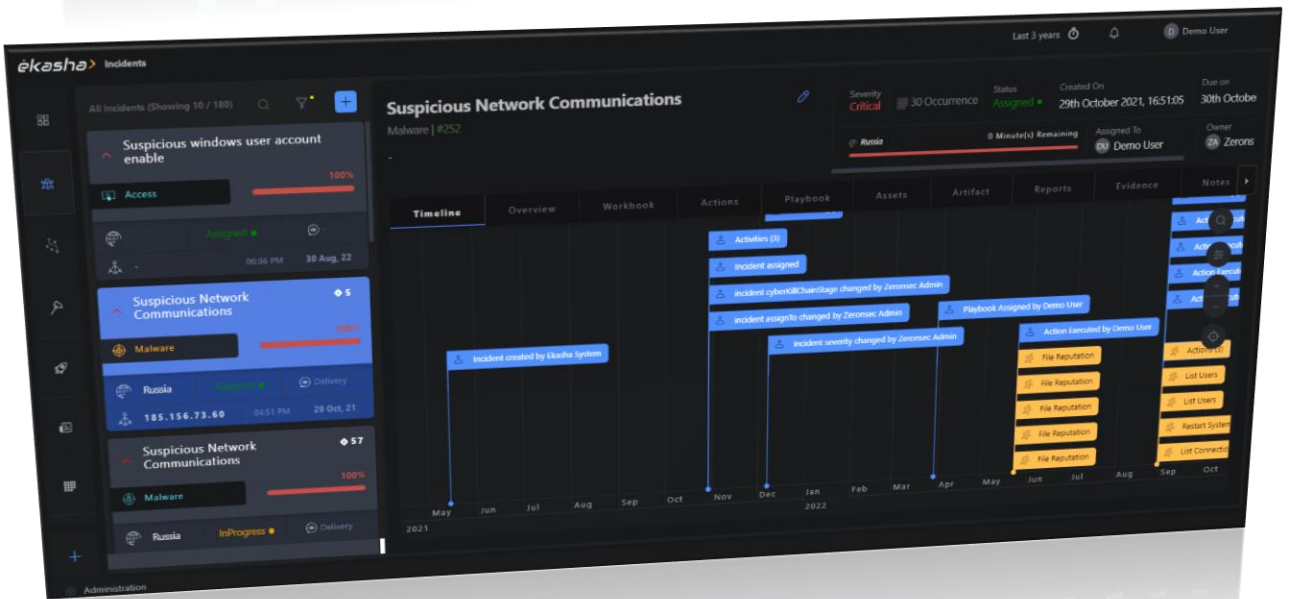 Last 3 years
D Demo User
ėkasha> Incidents
All Incidents (Showing 10 / 180)
Suspicious windows user account
enable
100%
Access
-
Assigned
-
-
06:36 PM
30 Aug, 22
Suspicious Network
Communications
5
100%
Malware
Russia
Assigned
Delivery
185.156.73.60
04:51 PM
29 Oct, 21
Suspicious Network
Communications
57
100%
Malware
Russia
InProgress
Delivery
Administration
Suspicious Network Communications
Malware | #252
-
Severity
Critical
30 Occurrence
Status
Assigned
Created On
29th October 2021, 16:51:05
Due on
30th Octobe
Russia
0 Minute(s) Remaining
Assigned To
DU Demo User
Owner
ZA Zerons
Timeline
Overview
Workbook
Actions
Playbook
Assets
Artifact
Reports
Evidence
Notes
Activities (3)
Incident assigned
incident cyberKillChainStage changed by Zeronsec Admin
incident assignTo changed by Zeronsec Admin
Playbook Assigned by Demo User
incident severity changed by Zeronsec Admin
Action Executed by Demo User
Incident created by Ekasha System
File Reputation
File Reputation
File Reputation
File Reputation
File Reputation
List Users
List Users
Restart System
List Connectio
May
Jun
Jul
Aug
Sep
Oct
Nov
Dec
Jan
Feb
Mar
Apr
May
Jun
Jul
Aug
Sep
Oct
2021
2022